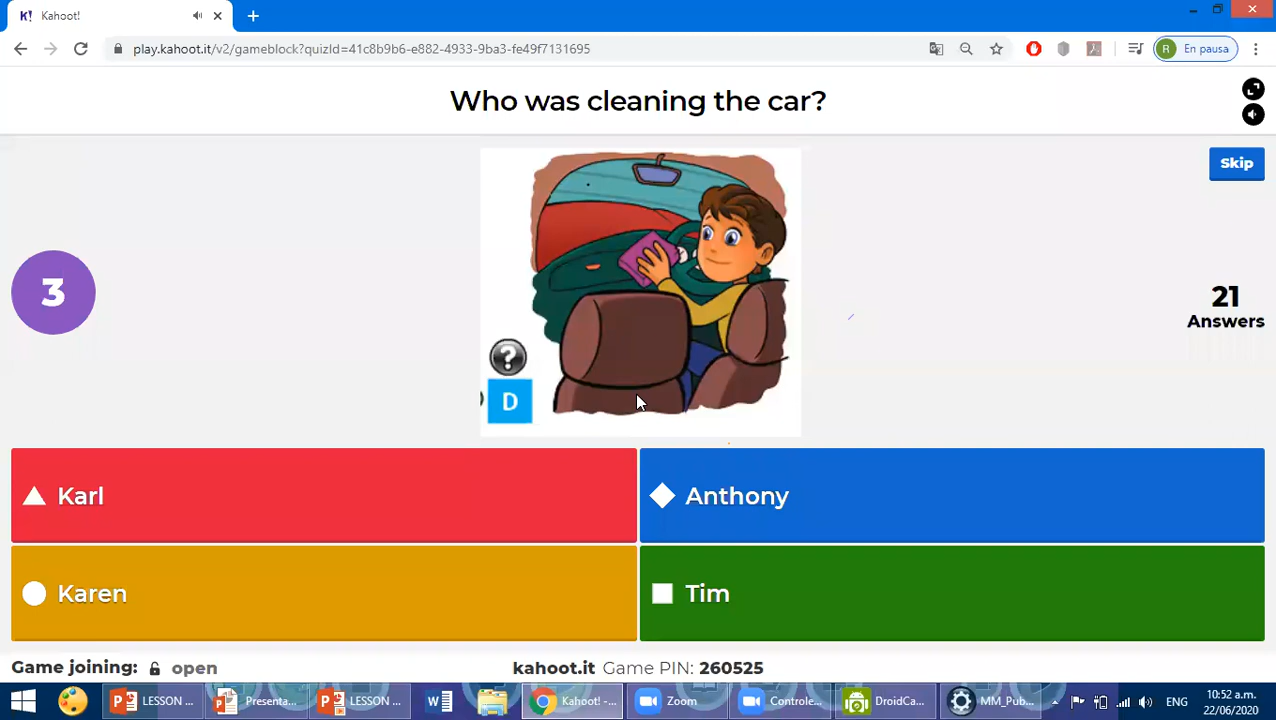 Kahoot!
play.kahoot.it/v2/gameblock?quizId=41c8b9b6-e882-4933-9ba3-fe49f7131695
R En pausa
Who was cleaning the car?
Skip
3
21
Answers
?
D
Karl
Anthony
Karen
Tim
Game joining: open
kahoot.it Game PIN: 260525
LESSON ...
Presenta...
LESSON ...
Kahoot! -...
Zoom
Controle...
DroidCa...
MM_Pub...
ENG
10:52 a.m.
22/06/2020